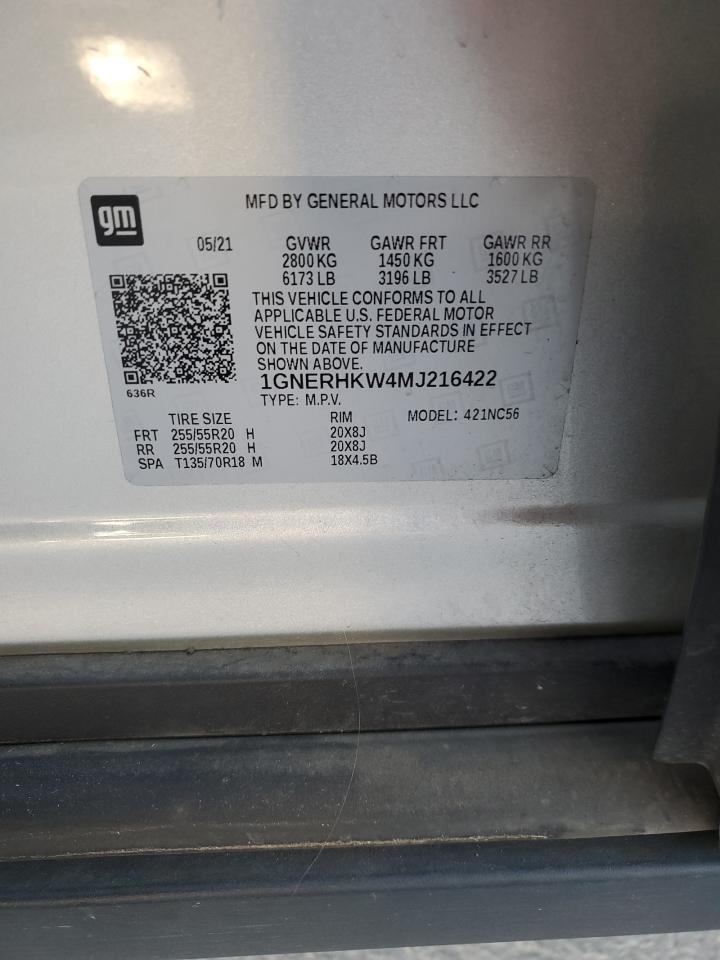 gm
MFD BY GENERAL MOTORS LLC
05/21 GVWR GAWR FRT GAWR RR
2800 KG 1450 KG 1600 KG
6173 LB 3196 LB 3527 LB
THIS VEHICLE CONFORMS TO ALL
APPLICABLE U.S. FEDERAL MOTOR
VEHICLE SAFETY STANDARDS IN EFFECT
ON THE DATE OF MANUFACTURE
SHOWN ABOVE.
636R
1GNERHKW4MJ216422
TYPE: M.P.V.
TIRE SIZE RIM MODEL: 421NC56
FRT 255/55R20 H 20X8J
RR 255/55R20 H 20X8J
SPA T135/70R18 M 18X4.5B